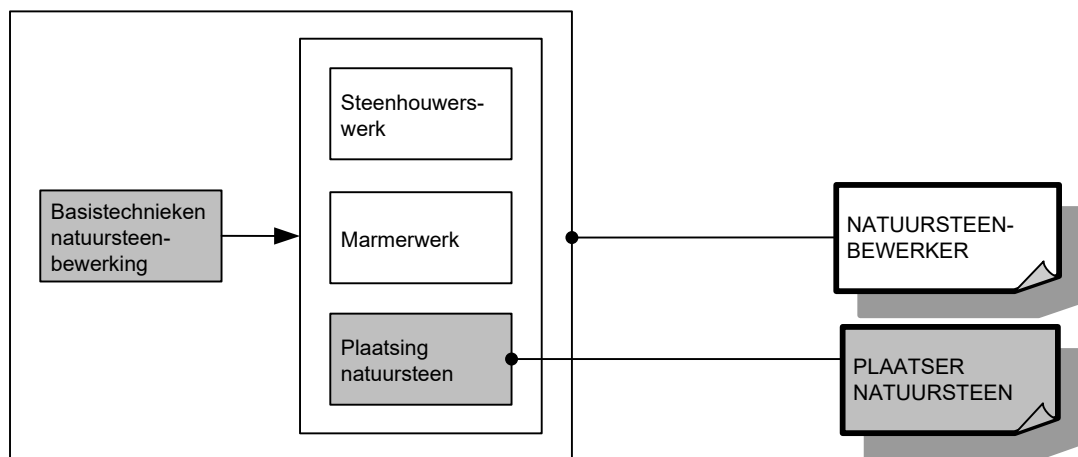 Steenhouwers-
werk
Basistechnieken
natuursteen-
bewerking
Marmerwerk
Plaatsing
natuursteen
NATUURSTEEN-
BEWERKER
PLAATSER
NATUURSTEEN